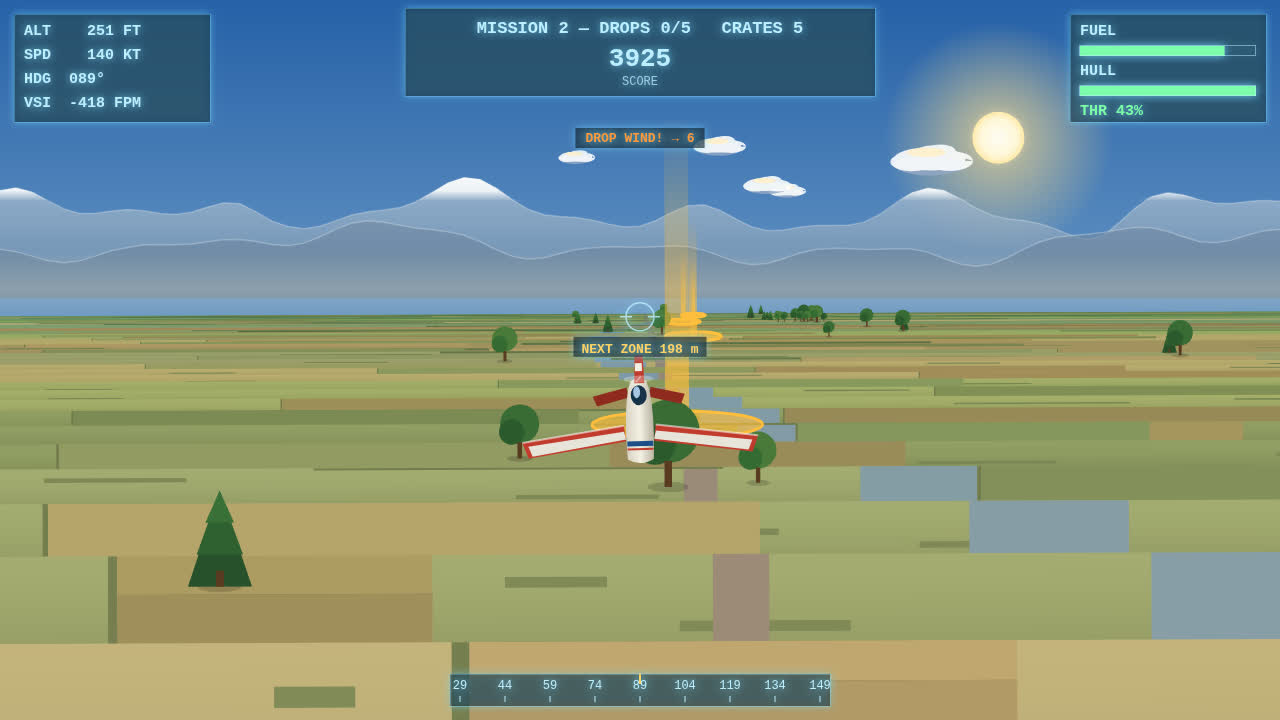 ALT 251 FT
SPD 140 KT
HDG 089°
VSI -418 FPM
MISSION 2 — DROPS 0/5 CRATES 5
3925
SCORE
FUEL
HULL
THR 43%
DROP WIND! → 6
NEXT ZONE 198 m
29 44 59 74 89 104 119 134 149